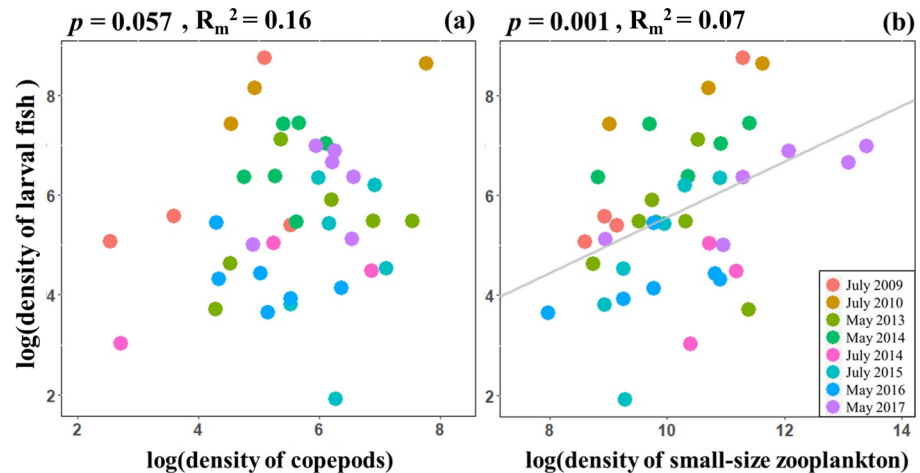 p = 0.057 , Rm² = 0.16 (a)
p = 0.001 , Rm² = 0.07 (b)
log(density of larval fish )
8
6
4
2
2 4 6 8
log(density of copepods)
8
6
4
2
8 10 12 14
log(density of small-size zooplankton)
July 2009
July 2010
May 2013
May 2014
July 2014
July 2015
May 2016
May 2017